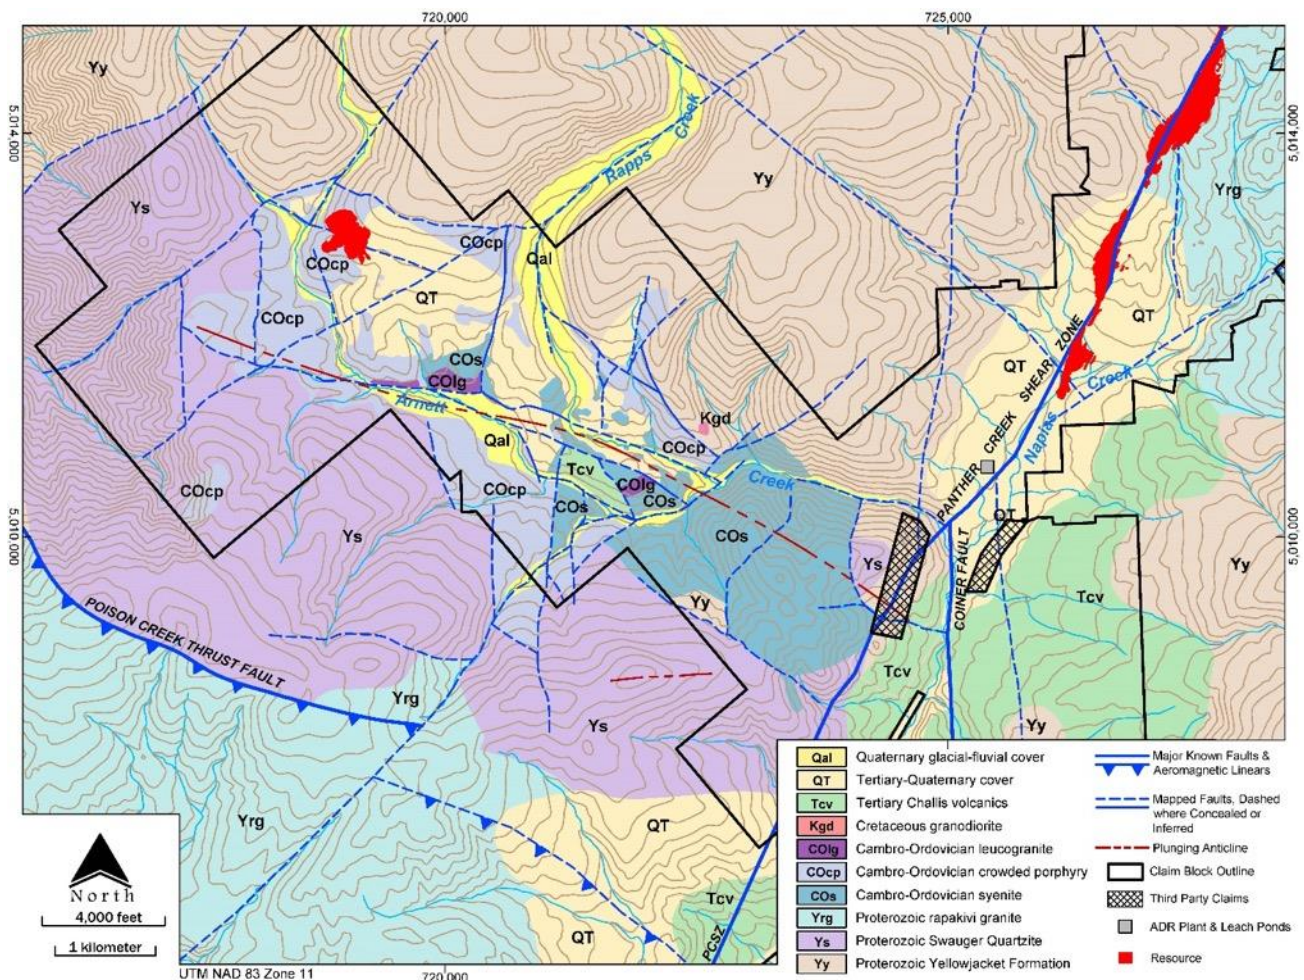 720,000
725,000
Yy
5,014,000
5,014,000
Creek
Rapps
Yy
Yrg
Ys
COcp
Qal
COcp
QT
QT
COcp
QT
ZONE
COs
SHEAR
COlg
Creek
Arnett
Kgd
Napias
CREEK
Qal
COcp
Tcv
PANTHER
COcp
COlg
Creek
COcp
COs
COs
QT
5,010,000
5,010,000
Ys
COs
Ys
COINER FAULT
Yy
Yy
Tcv
POISON CREEK THRUST FAULT
Tcv
Yrg
Ys
Yy
Yrg
QT
Tcv
QT
PCSZ
North
4,000 feet
1 kilometer
UTM NAD 83 Zone 11
720,000
Qal Quaternary glacial-fluvial cover
QT Tertiary-Quaternary cover
Tcv Tertiary Challis volcanics
Kgd Cretaceous granodiorite
COlg Cambro-Ordovician leucogranite
COcp Cambro-Ordovician crowded porphyry
COs Cambro-Ordovician syenite
Yrg Proterozoic rapakivi granite
Ys Proterozoic Swauger Quartzite
Yy Proterozoic Yellowjacket Formation
Major Known Faults &
Aeromagnetic Linears
Mapped Faults, Dashed
where Concealed or
Inferred
Plunging Anticline
Claim Block Outline
Third Party Claims
ADR Plant & Leach Ponds
Resource